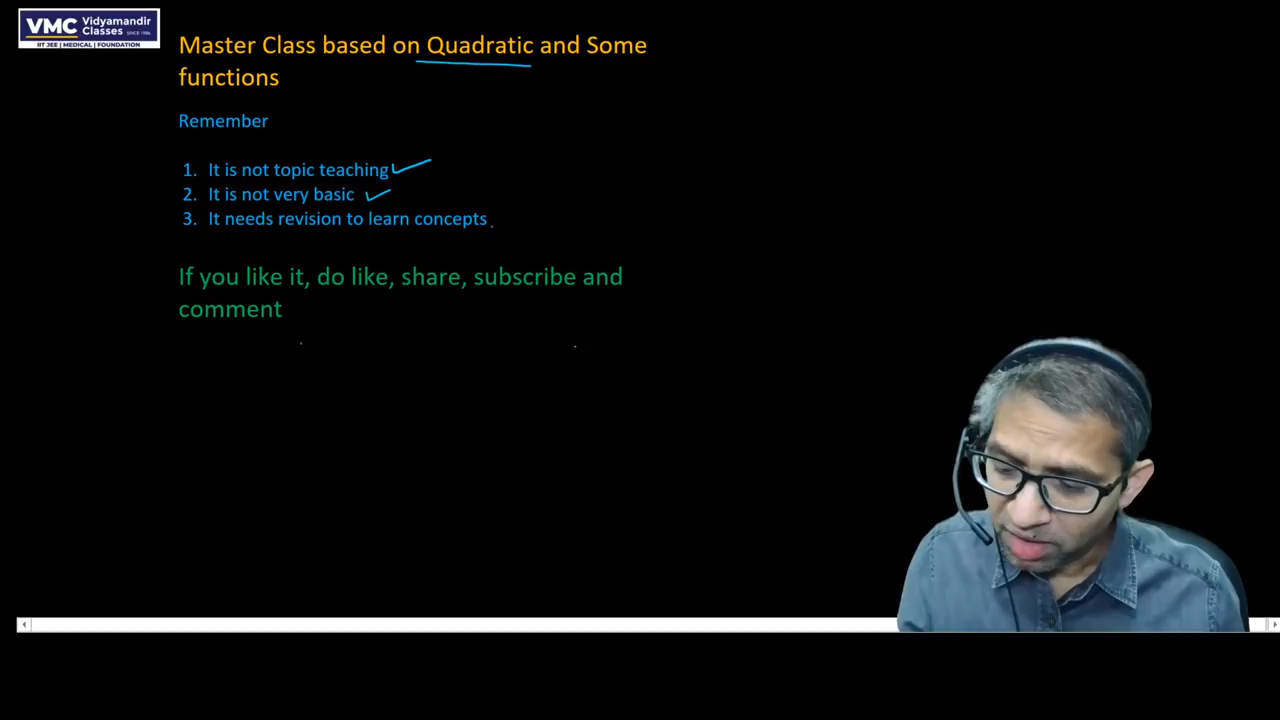 VMC Vidyamandir
Classes SINCE 1986
IIT JEE | MEDICAL | FOUNDATION
Master Class based on Quadratic and Some
functions
Remember
1. It is not topic teaching
2. It is not very basic
3. It needs revision to learn concepts
If you like it, do like, share, subscribe and
comment